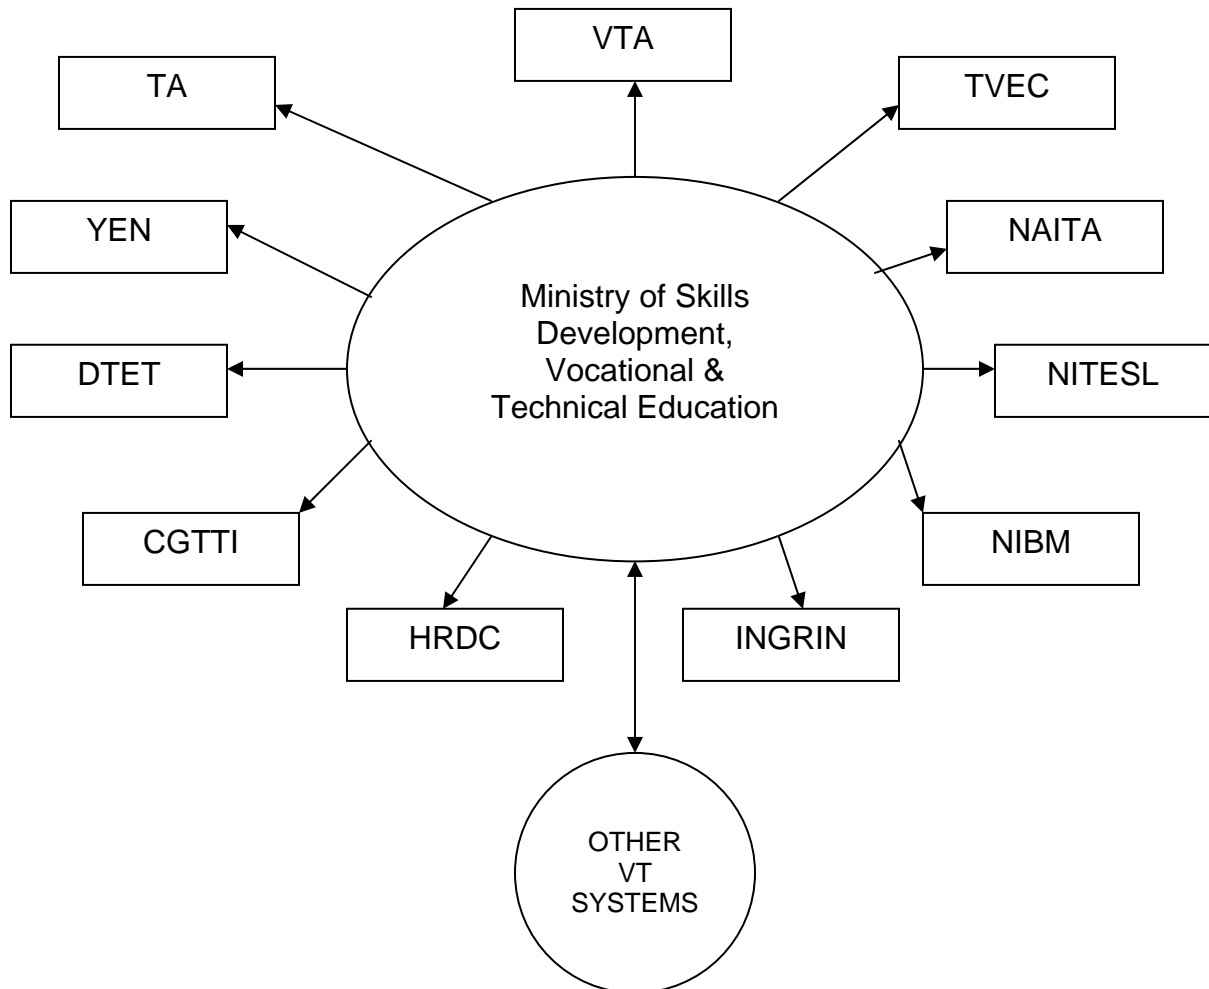 VTA
TA
TVEC
YEN
NAITA
Ministry of Skills
Development,
Vocational &
Technical Education
DTET
NITESL
CGTTI
NIBM
HRDC
INGRIN
OTHER
VT
SYSTEMS